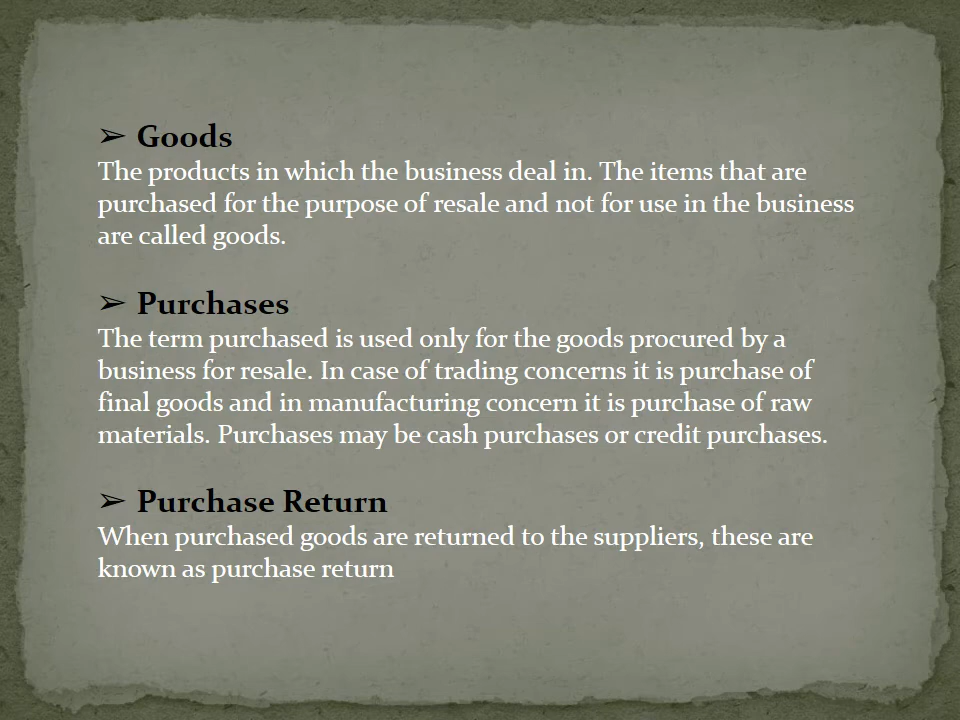 ➢ Goods
The products in which the business deal in. The items that are
purchased for the purpose of resale and not for use in the business
are called goods.
➢ Purchases
The term purchased is used only for the goods procured by a
business for resale. In case of trading concerns it is purchase of
final goods and in manufacturing concern it is purchase of raw
materials. Purchases may be cash purchases or credit purchases.
➢ Purchase Return
When purchased goods are returned to the suppliers, these are
known as purchase return